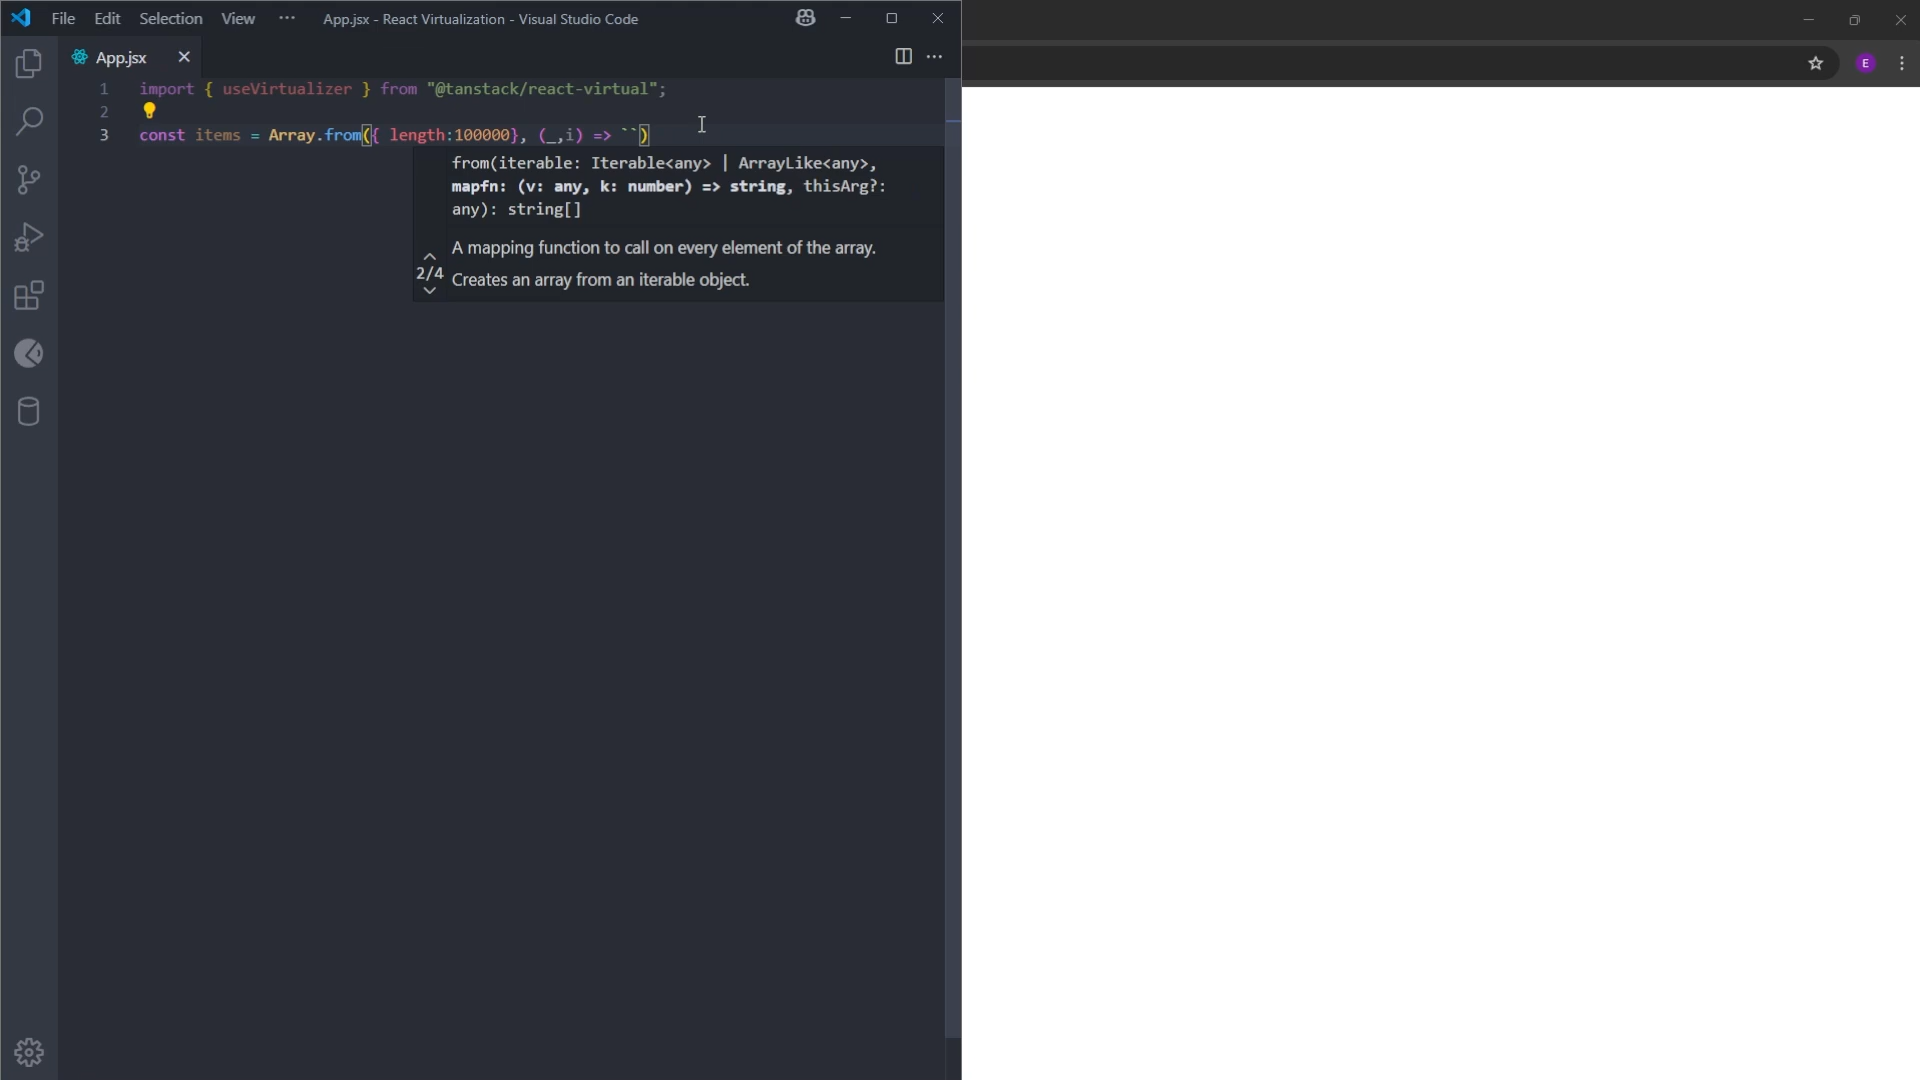 File Edit Selection View ··· App.jsx - React Virtualization - Visual Studio Code
App.jsx
1 import { useVirtualizer } from "@tanstack/react-virtual";
2
3 const items = Array.from({ length:100000}, (_,i) => ``)
from(iterable: Iterable<any> | ArrayLike<any>,
mapfn: (v: any, k: number) => string, thisArg?:
any): string[]
A mapping function to call on every element of the array.
2/4 Creates an array from an iterable object.
E